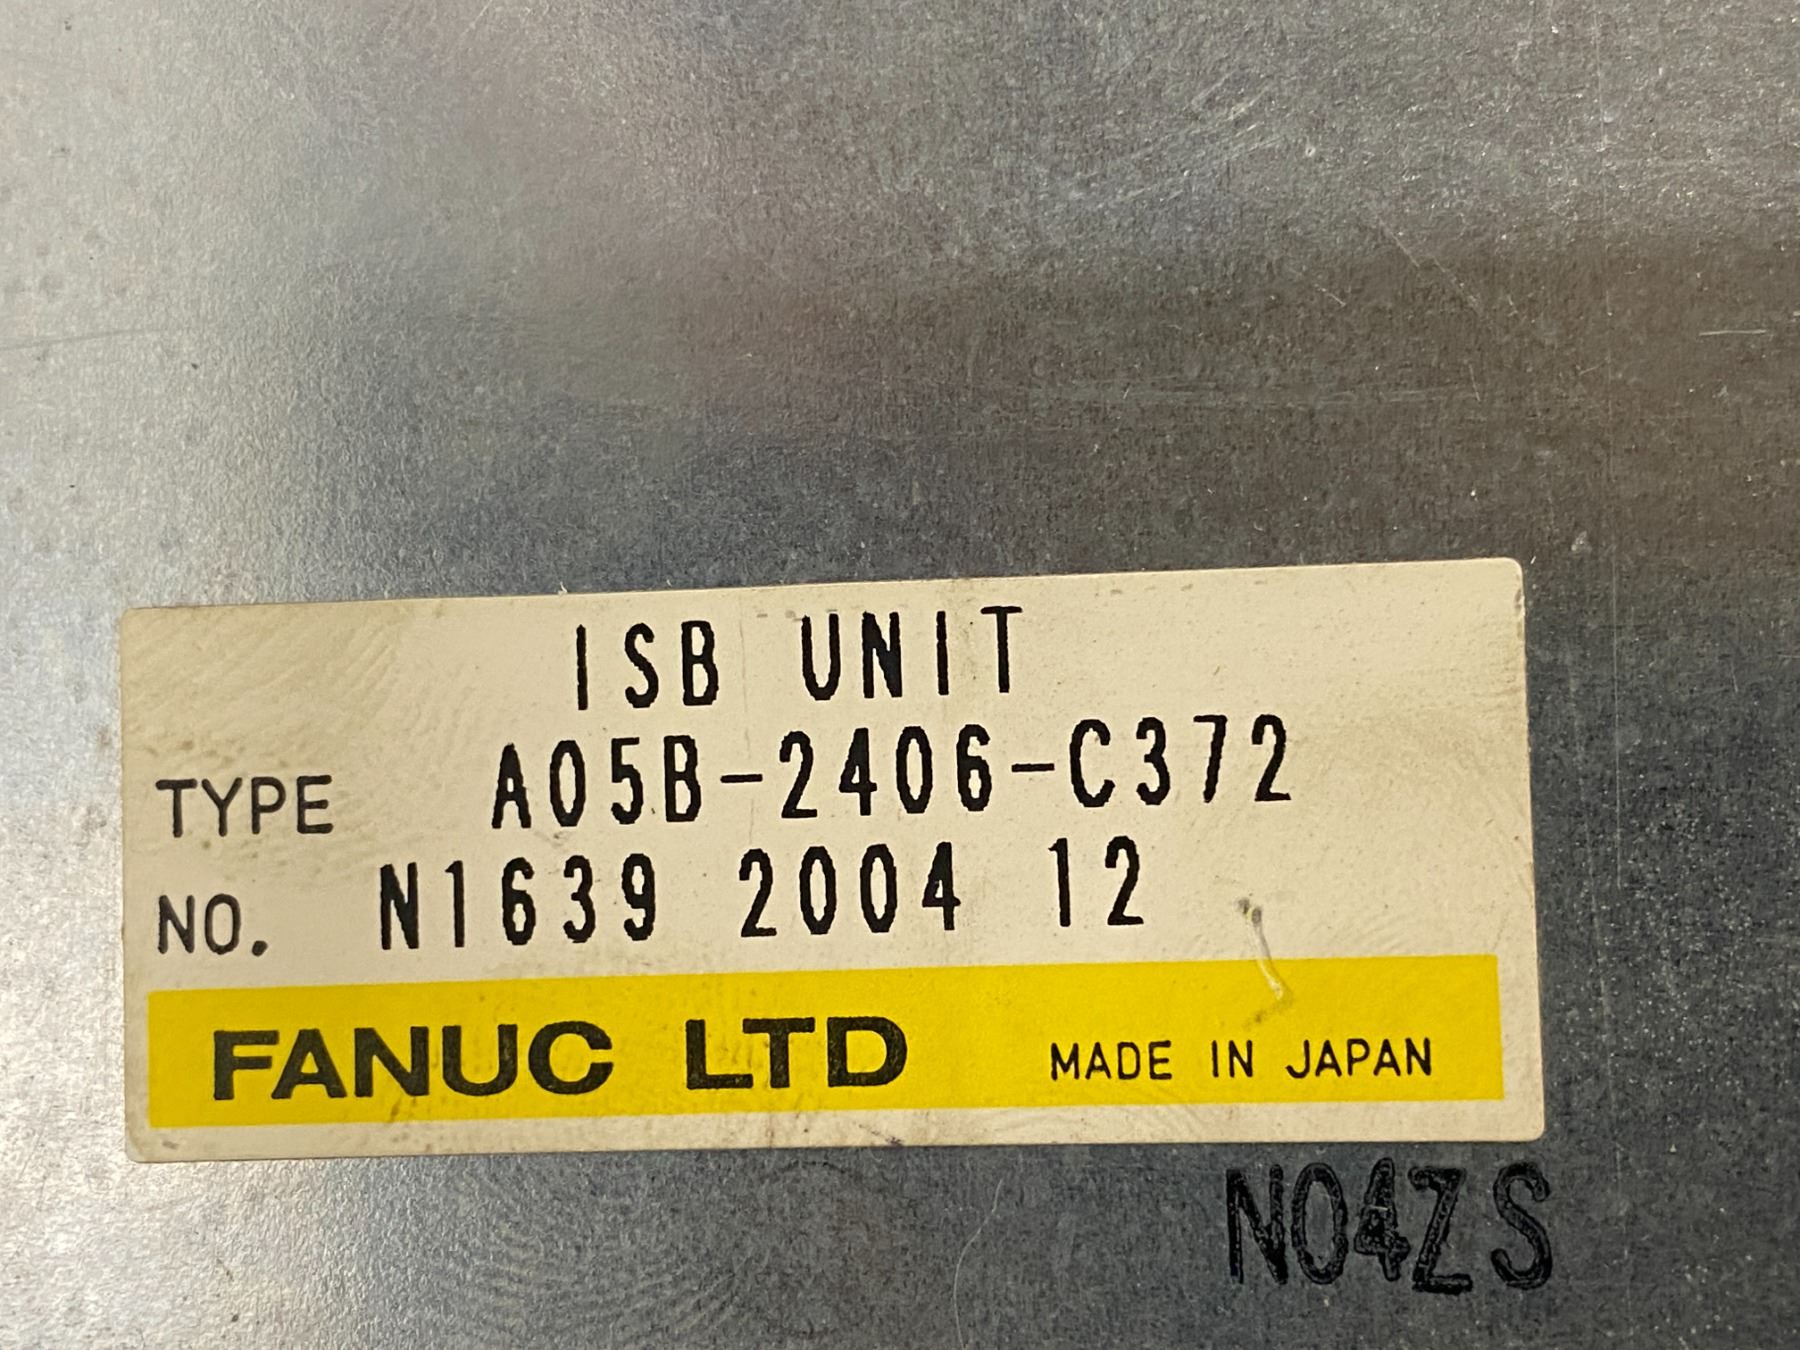 ISB UNIT
TYPE A05B-2406-C372
NO. N1639 2004 12
FANUC LTD MADE IN JAPAN
N04ZS